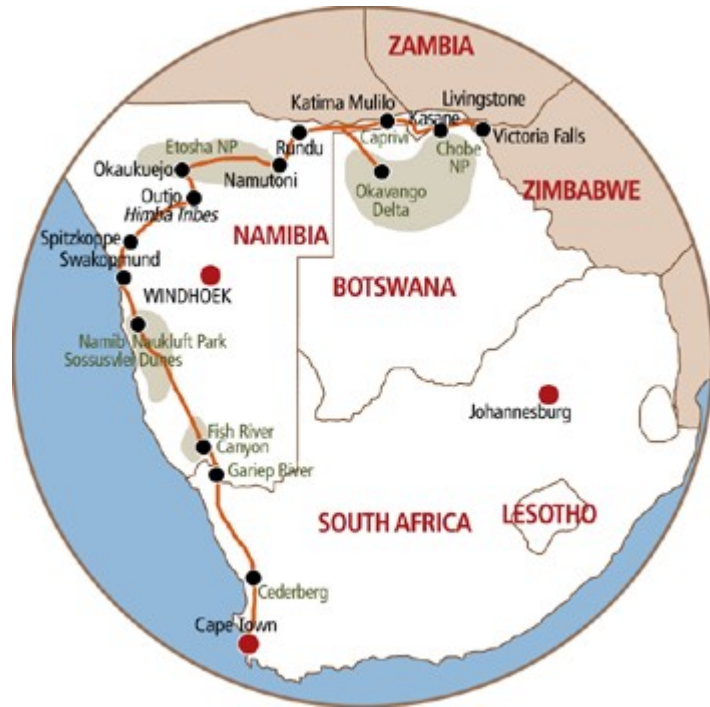 ZAMBIA
Katima Mulilo
Livingstone
Kasane
Victoria Falls
Caprivi
Chobe
NP
Rundu
Etosha NP
Okaukuejo
Namutoni
Okavango
Delta
ZIMBABWE
Outjo
Himba Tribes
Spitzkoppe
NAMIBIA
Swakopmund
WINDHOEK
BOTSWANA
Namib Naukluft Park
Sossusvlei Dunes
Johannesburg
Fish River
Canyon
Gariep River
SOUTH AFRICA
LESOTHO
Cederberg
Cape Town